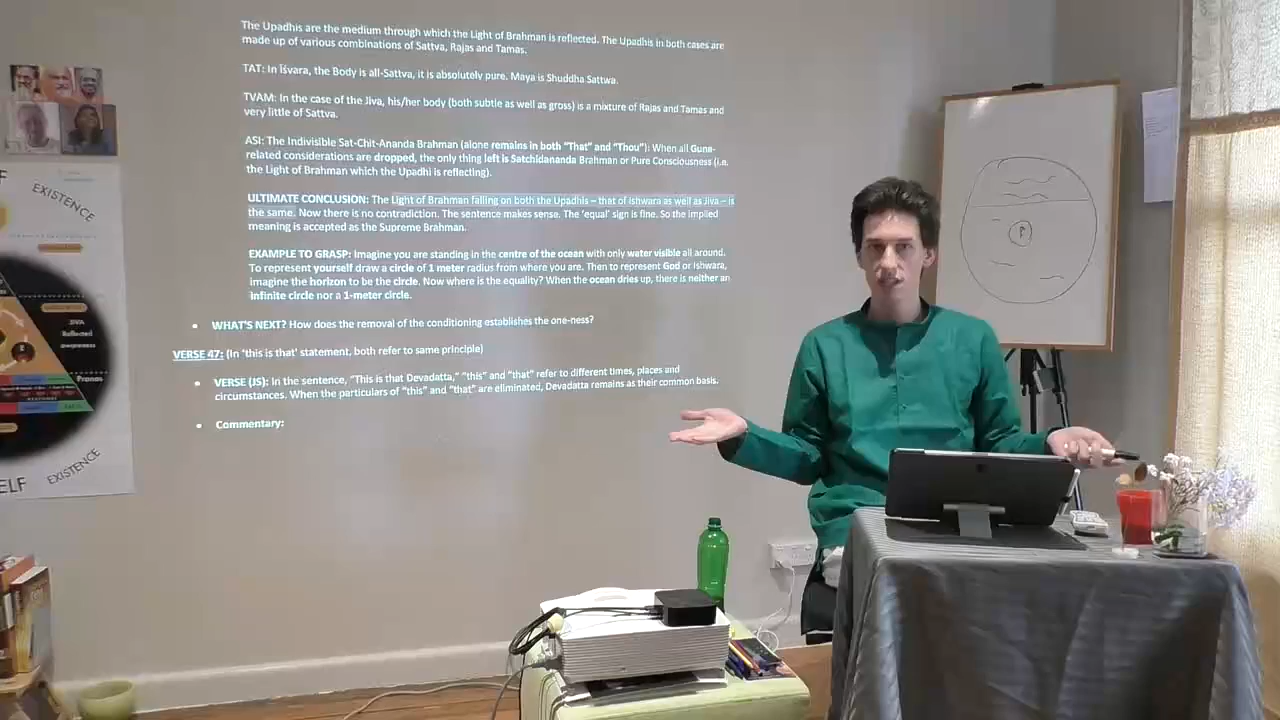 The Upadhis are the medium through which the Light of Brahman is reflected. The Upadhis in both cases are
made up of various combinations of Sattva, Rajas and Tamas.
TAT: In Isvara, the Body is all-Sattva, it is absolutely pure. Maya is Shuddha Sattwa.
TVAM: In the case of the Jiva, his/her body (both subtle as well as gross) is a mixture of Rajas and Tamas and
very little of Sattva.
ASI: The Indivisible Sat-Chit-Ananda Brahman (alone remains in both "That" and "Thou"): When all Guna-
related considerations are dropped, the only thing left is Satchidananda Brahman or Pure Consciousness (i.e.
the Light of Brahman which the Upadhi is reflecting).
ULTIMATE CONCLUSION: The Light of Brahman falling on both the Upadhis – that of Ishwara as well as Jiva – is
the same. Now there is no contradiction. The sentence makes sense. The 'equal' sign is fine. So the implied
meaning is accepted as the Supreme Brahman.
EXAMPLE TO GRASP: Imagine you are standing in the centre of the ocean with only water visible all around.
To represent yourself draw a circle of 1 meter radius from where you are. Then to represent God or Ishwara,
imagine the horizon to be the circle. Now where is the equality? When the ocean dries up, there is neither an
infinite circle nor a 1-meter circle.
• WHAT'S NEXT? How does the removal of the conditioning establishes the one-ness?
VERSE 47: (In 'this is that' statement, both refer to same principle)
• VERSE (JS): In the sentence, "This is that Devadatta," "this" and "that" refer to different times, places and
circumstances. When the particulars of "this" and "that" are eliminated, Devadatta remains as their common basis.
• Commentary:
EXISTENCE
JIVA
Reflected
awareness
Pranas
EXISTENCE
ELF
P